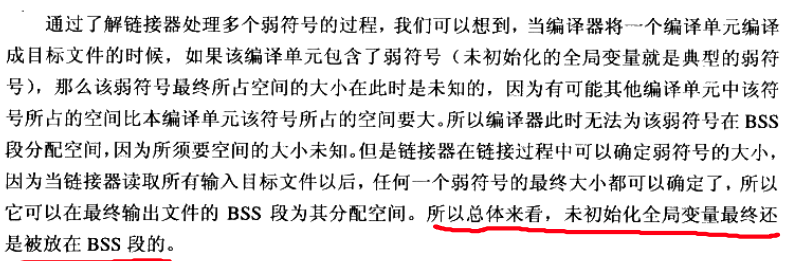 通过了解链接器处理多个弱符号的过程，我们可以想到，当编译器将一个编译单元编译
成目标文件的时候，如果该编译单元包含了弱符号（未初始化的全局变量就是典型的弱符
号），那么该弱符号最终所占空间的大小在此时是未知的，因为有可能其他编译单元中该符
号所占的空间比本编译单元该符号所占的空间要大。所以编译器此时无法为该弱符号在 BSS
段分配空间，因为所须要空间的大小未知。但是链接器在链接过程中可以确定弱符号的大小，
因为当链接器读取所有输入目标文件以后，任何一个弱符号的最终大小都可以确定了，所以
它可以在最终输出文件的 BSS 段为其分配空间。所以总体来看，未初始化全局变量最终还
是被放在 BSS 段的。